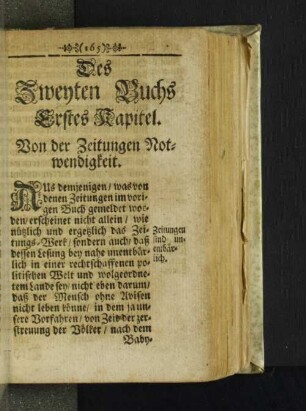 (165)
Des
Zweyten Buchs
Erstes Kapitel.
Von der Zeitungen Not-
wendigkeit.
AUs demjenigen / was von
denen Zeitungen im vori-
gen Buch gemeldet wor-
den / erscheinet nicht allein / wie
nützlich und ergetzlich das Zei-
tungs-Werk / sondern auch / daß
dessen Lesung bey nahe unentbär-
lich in einer rechtschaffenen po-
litischen Welt und wolgeordne-
tem Lande sey / nicht eben darum /
daß der Mensch ohne Avisen
nicht leben könne / in dem ja un-
sere Vorfahren / von Zeit der zer-
streuung der Völker / nach dem
Baby-
Zeitungen
sind un-
entbär-
lich.